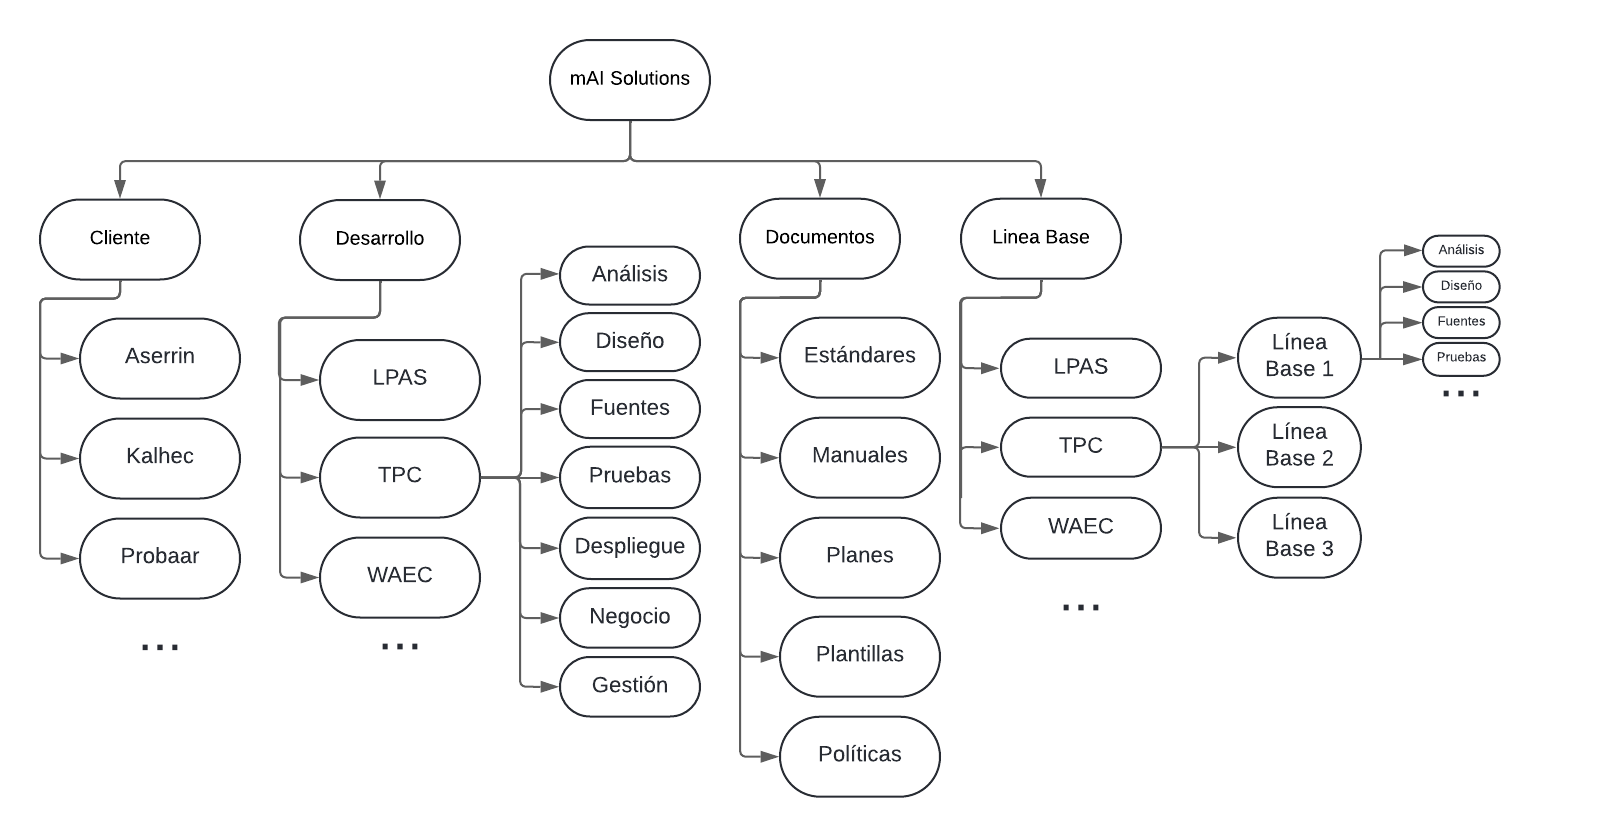 mAI Solutions
Cliente
Aserrin
Kalhec
Probaar
...
Desarrollo
LPAS
TPC
WAEC
...
Análisis
Diseño
Fuentes
Pruebas
Despliegue
Negocio
Gestión
Documentos
Estándares
Manuales
Planes
Plantillas
Políticas
Linea Base
LPAS
TPC
WAEC
...
Línea
Base 1
Línea
Base 2
Línea
Base 3
Análisis
Diseño
Fuentes
Pruebas
...